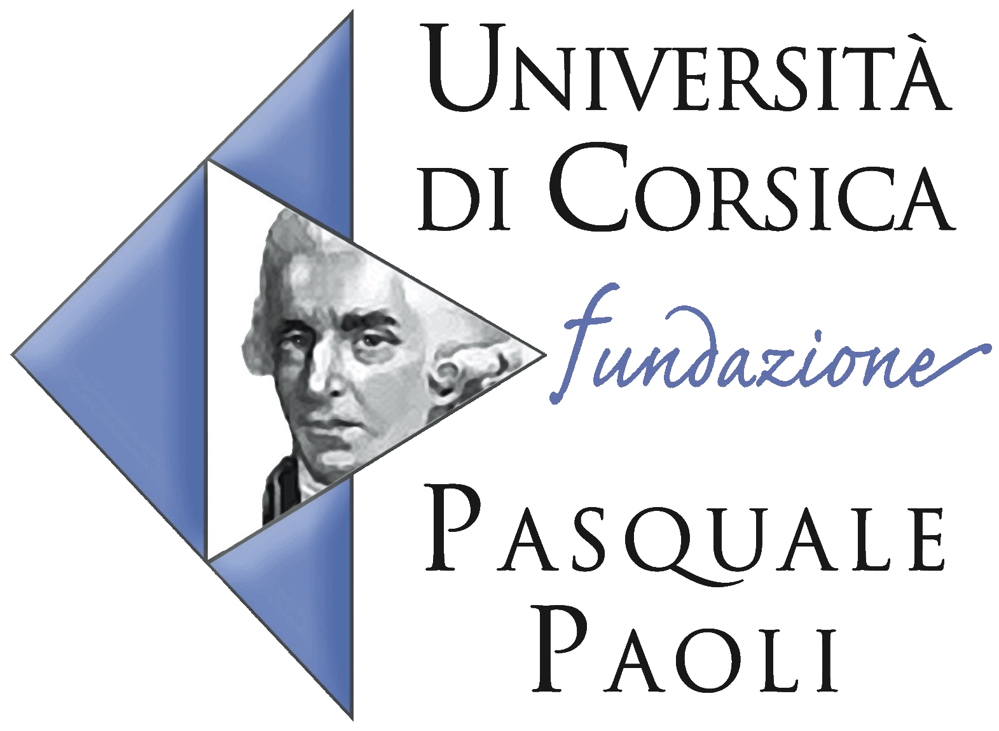 UNIVERSITÀ
DI CORSICA
fundazione
PASQUALE
PAOLI